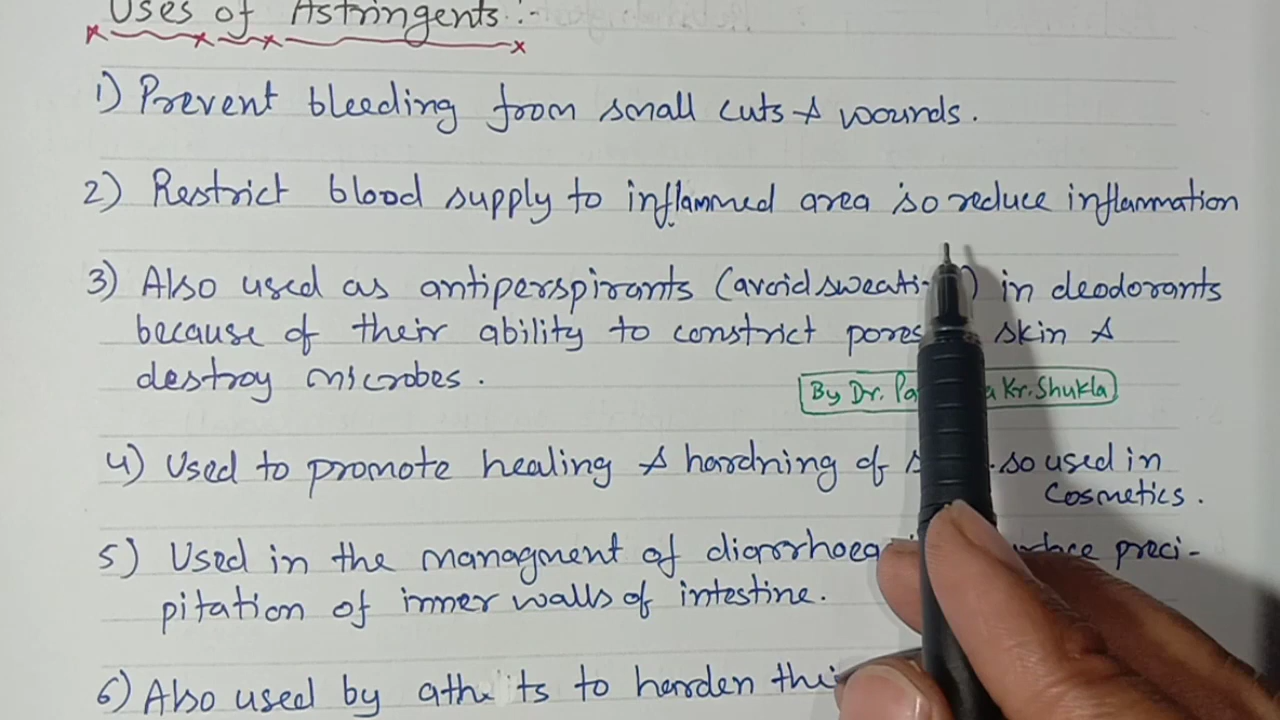 Uses of Astringents :-
1) Prevent bleeding from small cuts & wounds.
2) Restrict blood supply to inflammed area so reduce inflammation
3) Also used as antiperspirants (avoid sweati ) in deodorants
because of their ability to constrict pores skin &
destroy microbes.
By Dr. Kr. Shukla
4) Used to promote healing & hardning of so used in
cosmetics.
5) Used in the managment of diarrhoea preci-
pitation of inner walls of intestine.
6) Also used by to harden